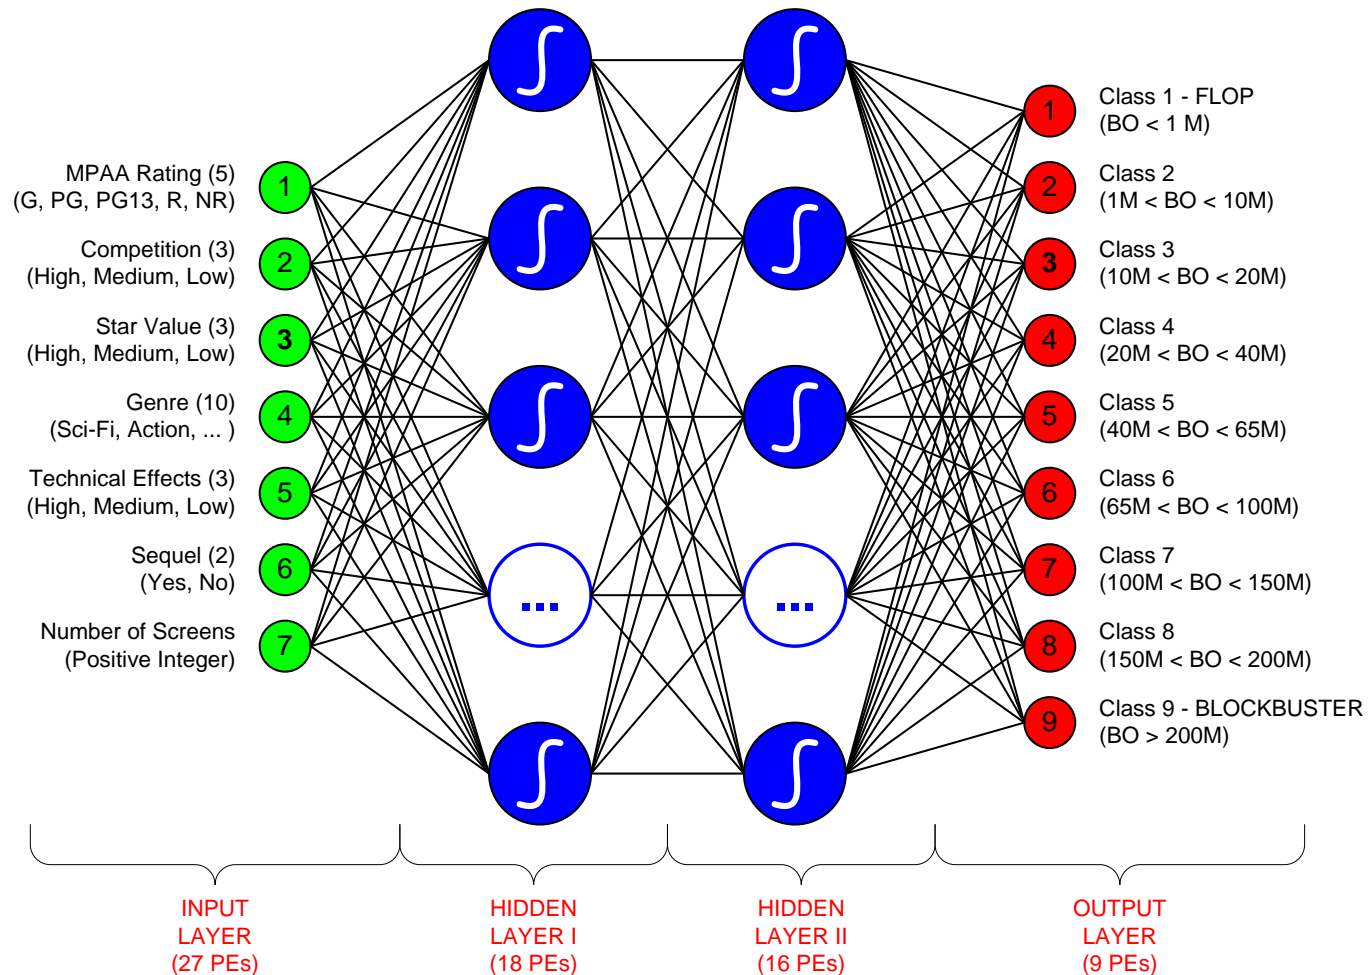 MPAA Rating (5)
(G, PG, PG13, R, NR)
1
Competition (3)
(High, Medium, Low)
2
Star Value (3)
(High, Medium, Low)
3
Genre (10)
(Sci-Fi, Action, ... )
4
Technical Effects (3)
(High, Medium, Low)
5
Sequel (2)
(Yes, No)
6
Number of Screens
(Positive Integer)
7
...
...
1
Class 1 - FLOP
(BO < 1 M)
2
Class 2
(1M < BO < 10M)
3
Class 3
(10M < BO < 20M)
4
Class 4
(20M < BO < 40M)
5
Class 5
(40M < BO < 65M)
6
Class 6
(65M < BO < 100M)
7
Class 7
(100M < BO < 150M)
8
Class 8
(150M < BO < 200M)
9
Class 9 - BLOCKBUSTER
(BO > 200M)
INPUT
LAYER
(27 PEs)
HIDDEN
LAYER I
(18 PEs)
HIDDEN
LAYER II
(16 PEs)
OUTPUT
LAYER
(9 PEs)